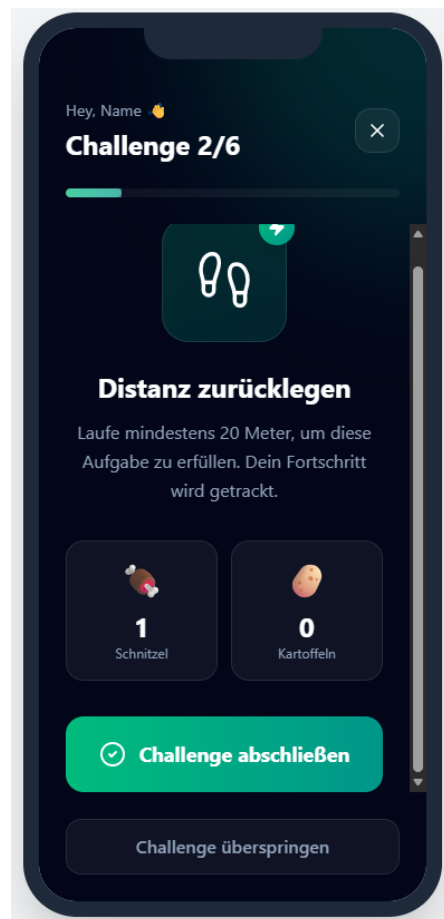 Hey, Name 👋
Challenge 2/6
Distanz zurücklegen
Laufe mindestens 20 Meter, um diese
Aufgabe zu erfüllen. Dein Fortschritt
wird getrackt.
1
Schnitzel
0
Kartoffeln
Challenge abschließen
Challenge überspringen